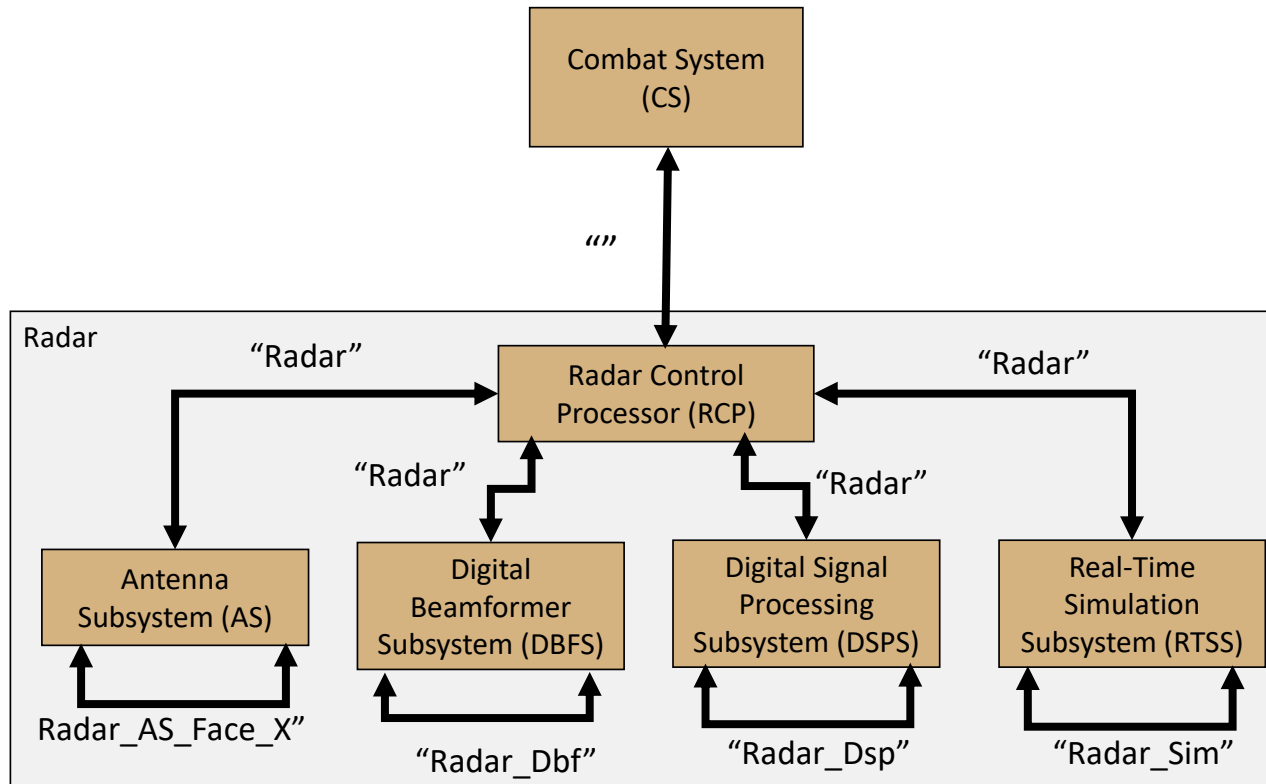 Combat System
(CS)
“”
Radar
“Radar”
Radar Control
Processor (RCP)
“Radar”
“Radar”
“Radar”
Antenna
Subsystem (AS)
Digital
Beamformer
Subsystem (DBFS)
Digital Signal
Processing
Subsystem (DSPS)
Real-Time
Simulation
Subsystem (RTSS)
Radar_AS_Face_X”
“Radar_Dbf”
“Radar_Dsp”
“Radar_Sim”